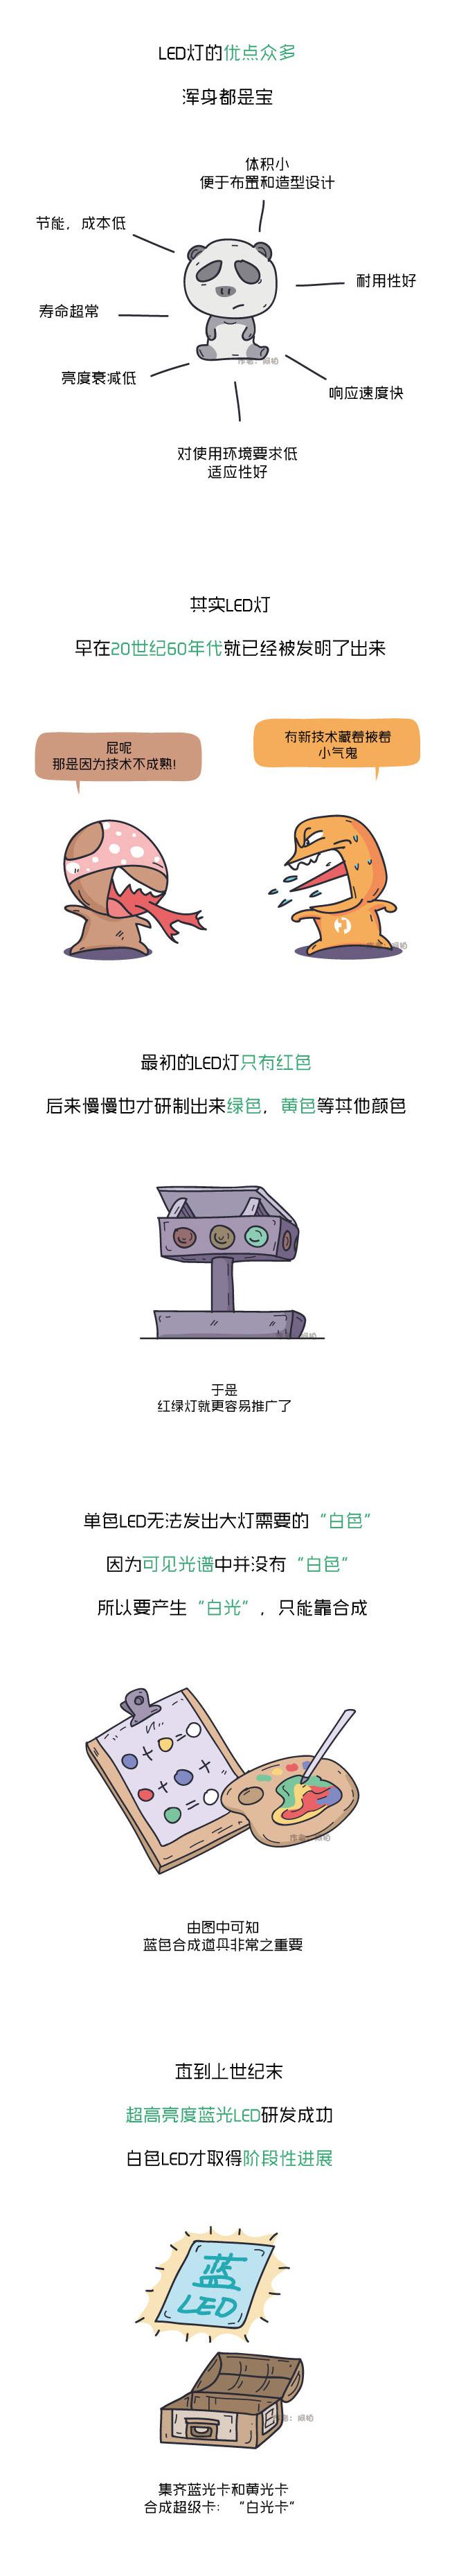 LED灯的优点众多
浑身都是宝
体积小
便于布置和造型设计
节能，成本低
耐用性好
寿命超常
亮度衰减低
响应速度快
作者：顽拍
对使用环境要求低
适应性好
其实LED灯
早在20世纪60年代就已经被发明了出来
屁呢
那是因为技术不成熟!
有新技术藏着掖着
小气鬼
最初的LED灯只有红色
后来慢慢也才研制出来绿色，黄色等其他颜色
于是
红绿灯就更容易推广了
单色LED无法发出大灯需要的“白色”
因为可见光谱中并没有“白色”
所以要产生“白光”，只能靠合成
由图中可知
蓝色合成道具非常之重要
直到上世纪末
超高亮度蓝光LED研发成功
白色LED才取得阶段性进展
蓝
LED
集齐蓝光卡和黄光卡
合成超级卡：“白光卡”